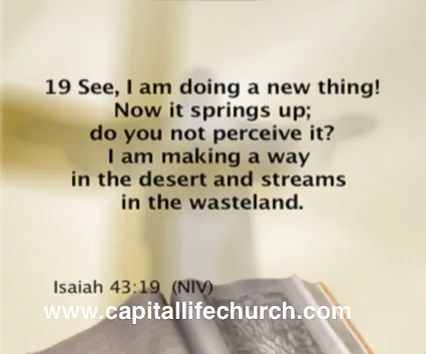 19 See, I am doing a new thing!
Now it springs up;
do you not perceive it?
I am making a way
in the desert and streams
in the wasteland.
Isaiah 43:19 (NIV)
www.capitallifechurch.com